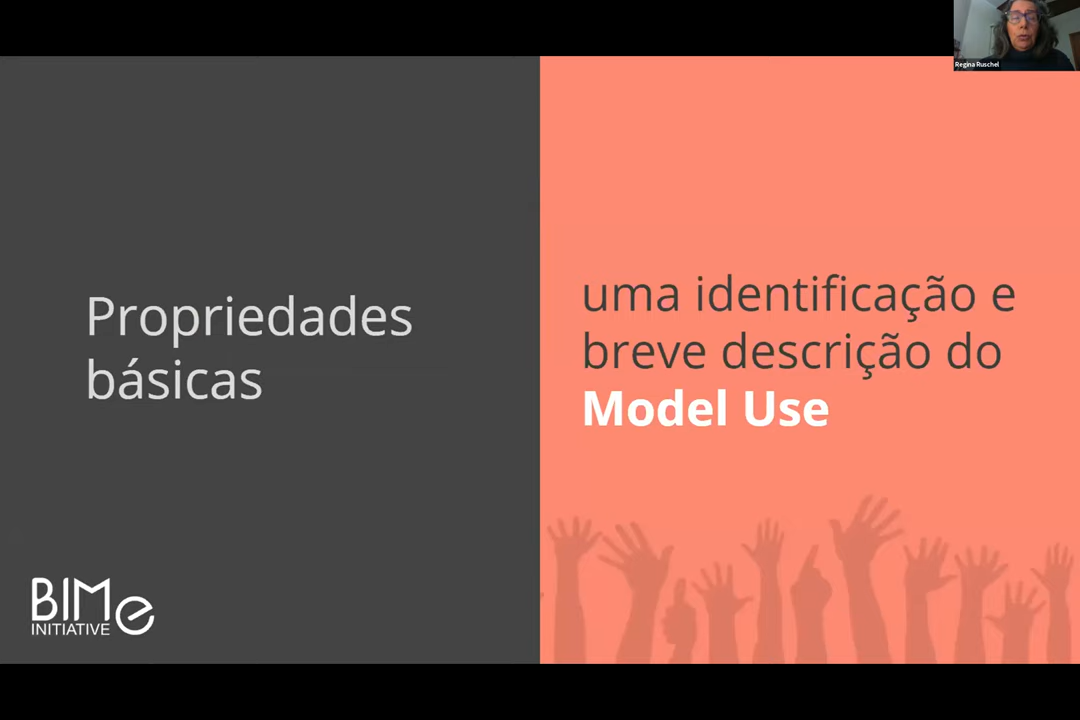 Regina Ruschel
Propriedades
básicas
uma identificação e
breve descrição do
Model Use
BIMe
INITIATIVE